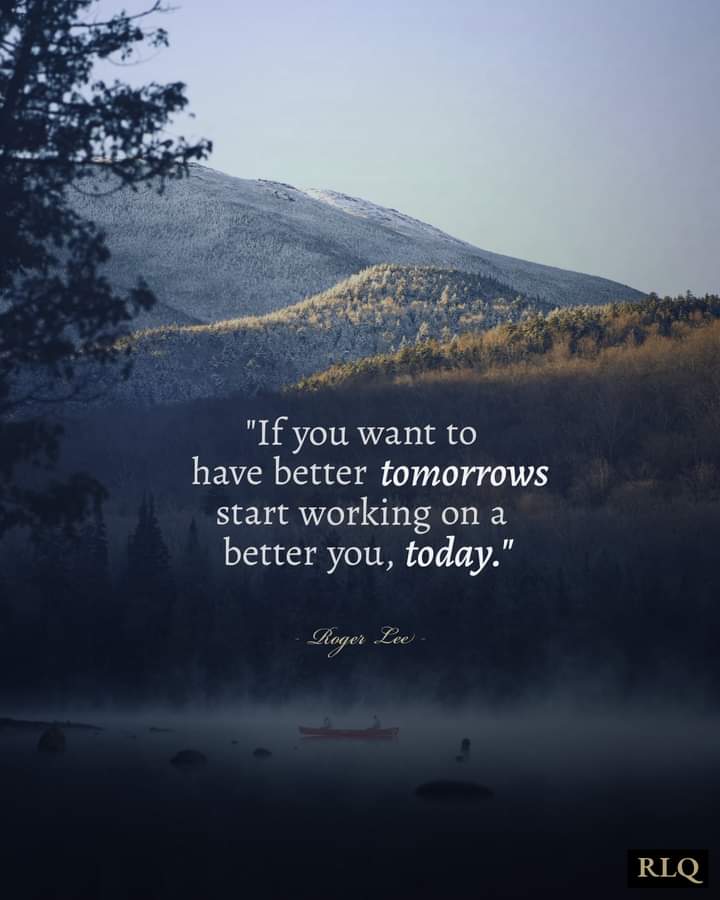 "If you want to
have better tomorrows
start working on a
better you, today."
- Roger Lee -
RLQ